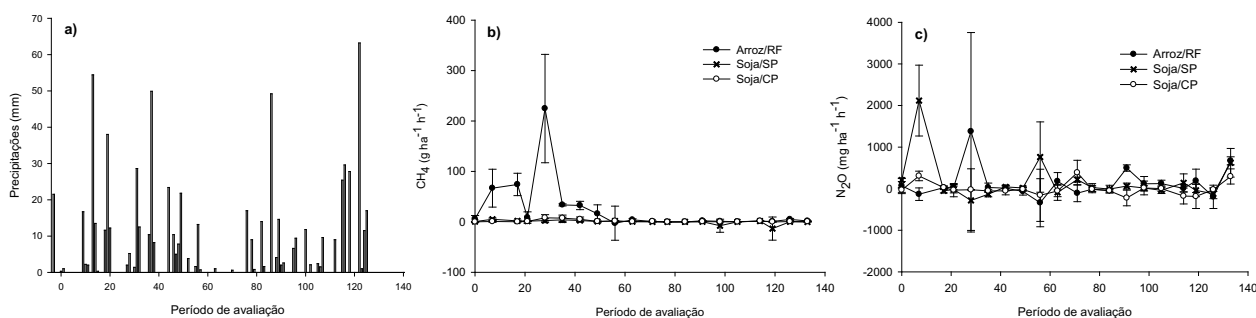 a)
Precipitações (mm)
70
60
50
40
30
20
10
0
0 20 40 60 80 100 120 140
Período de avaliação
b)
Arroz/RF
Soja/SP
Soja/CP
CH4 (g ha⁻¹ h⁻¹)
400
300
200
100
0
-100
0 20 40 60 80 100 120 140
Período de avaliação
c)
Arroz/RF
Soja/SP
Soja/CP
N2O (mg ha⁻¹ h⁻¹)
4000
3000
2000
1000
0
-1000
-2000
0 20 40 60 80 100 120 140
Período de avaliação